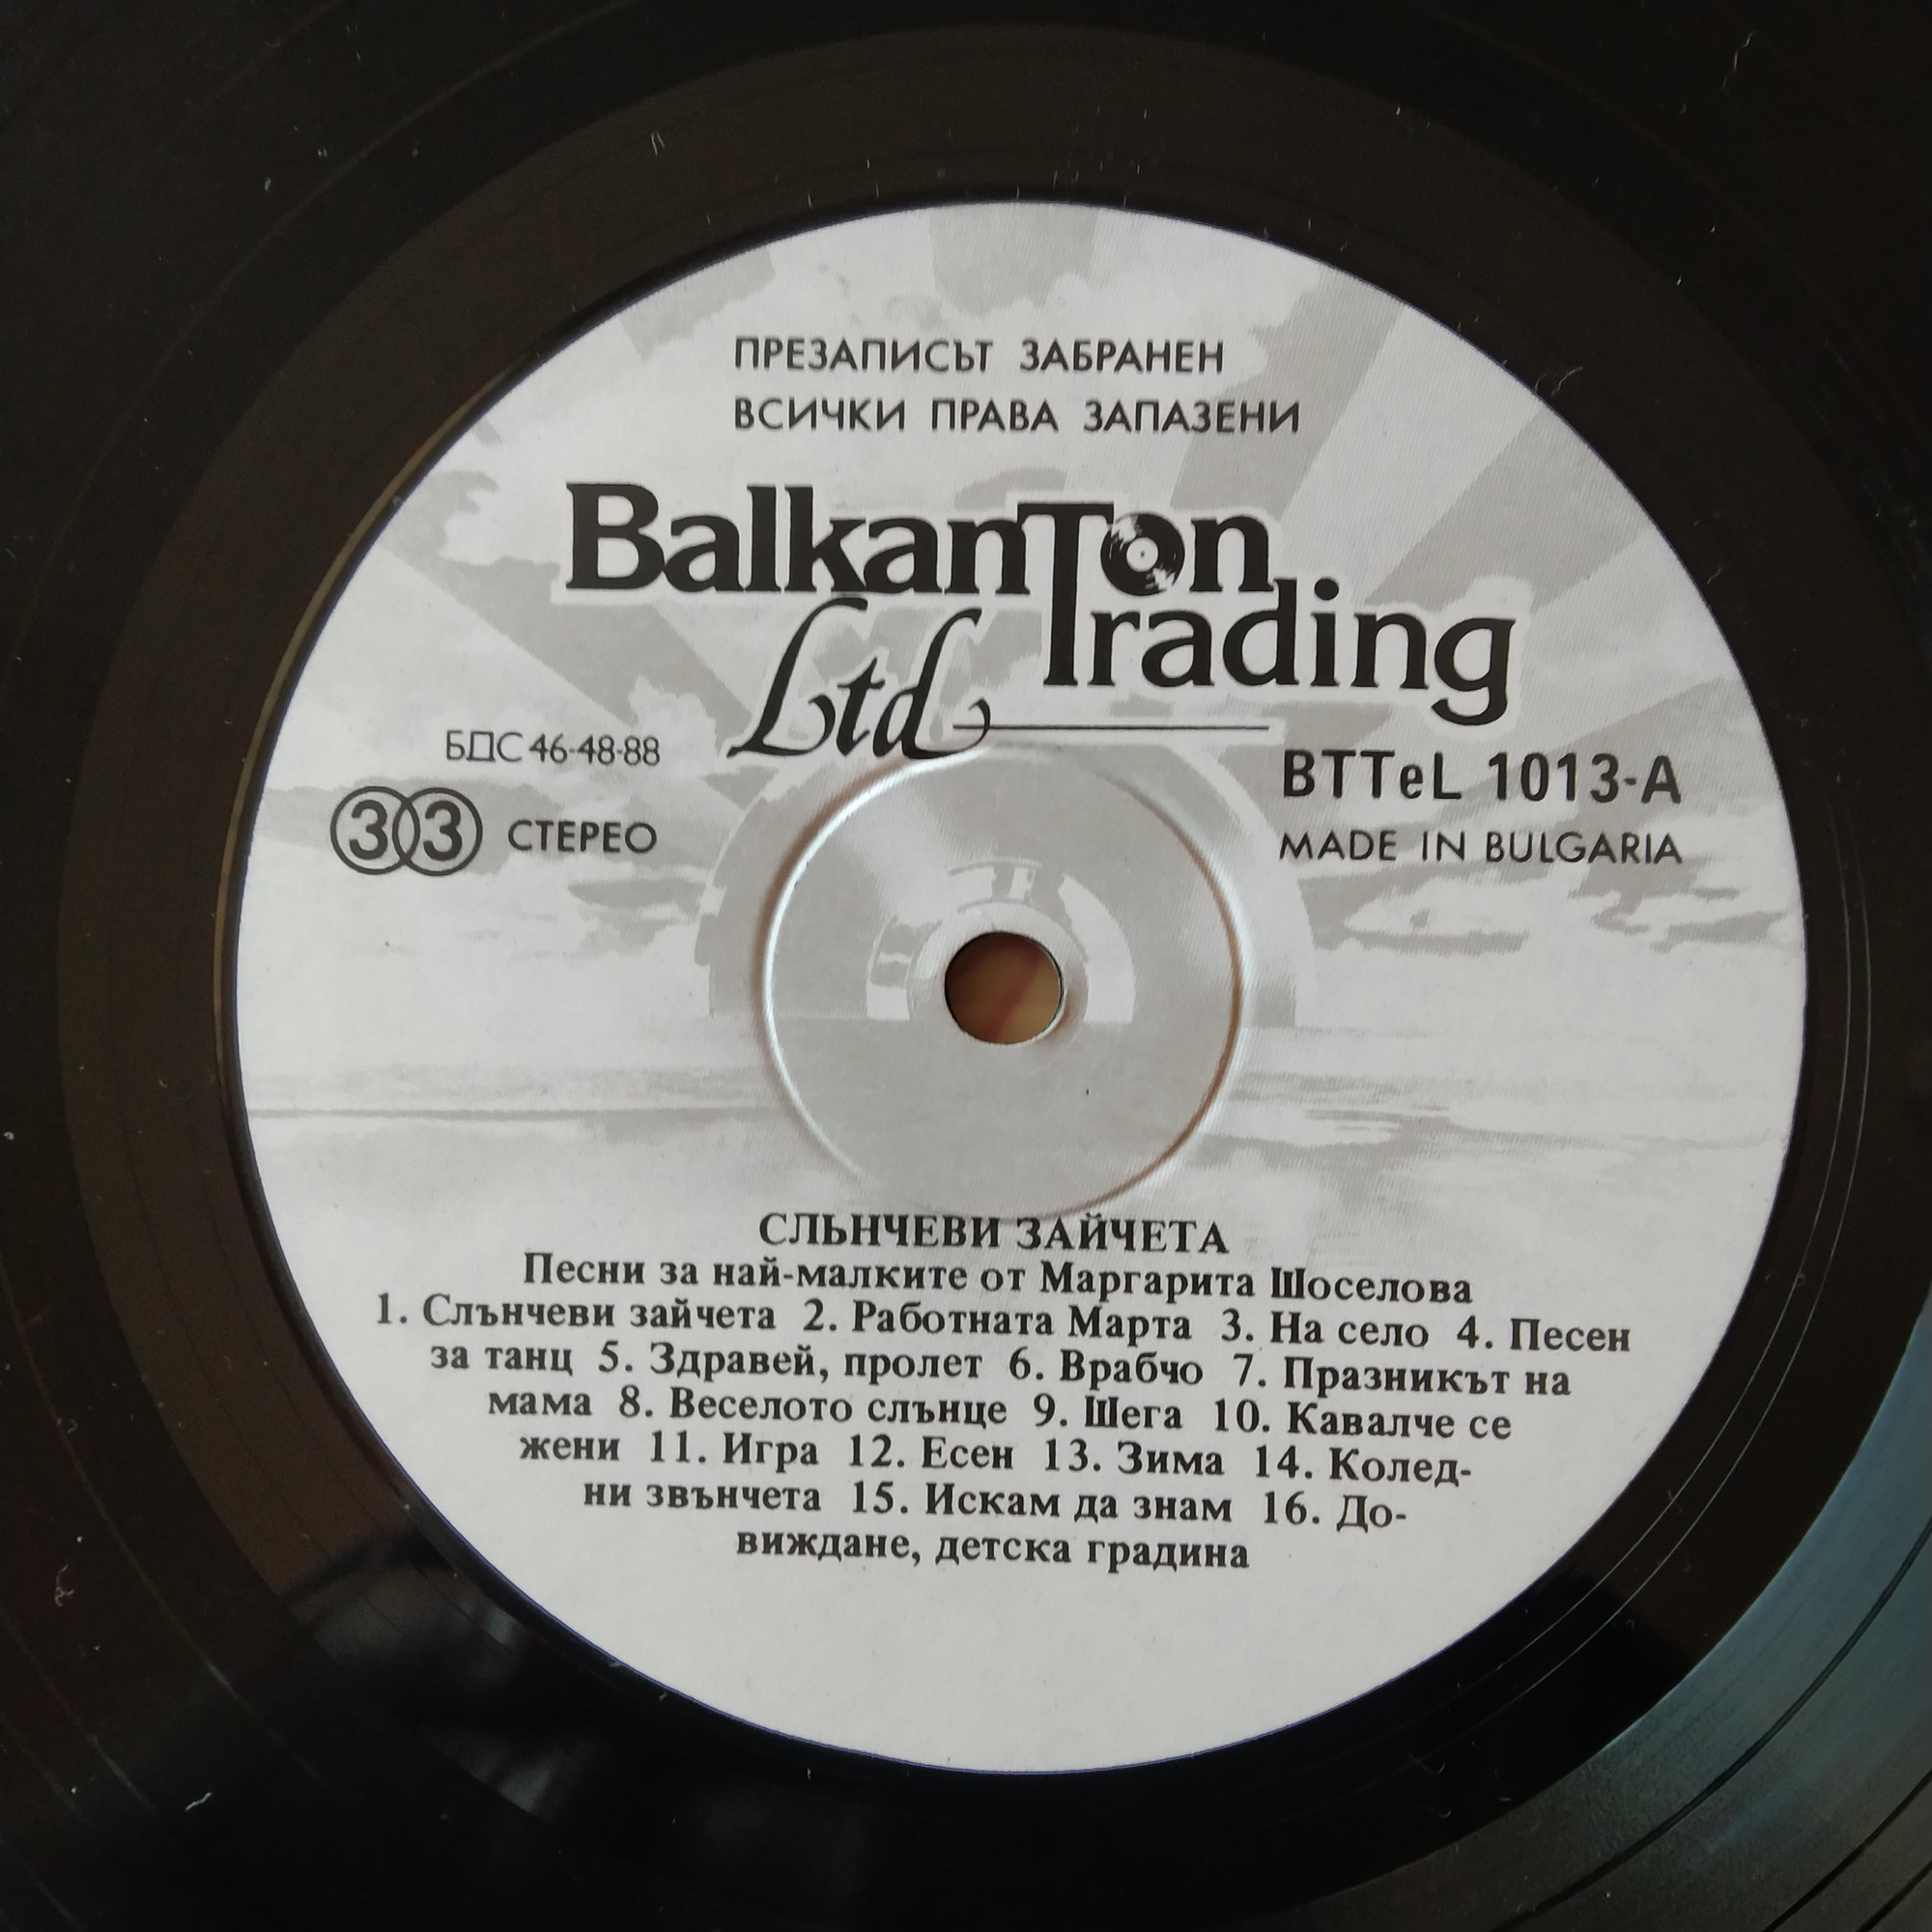 ПРЕЗАПИСЪТ ЗАБРАНЕН
ВСИЧКИ ПРАВА ЗАПАЗЕНИ
BalkanTon
Trading
Ltd
БДС 46-48-88
33 СТЕРЕО
BTTeL 1013-A
MADE IN BULGARIA
СЛЪНЧЕВИ ЗАЙЧЕТА
Песни за най-малките от Маргарита Шоселова
1. Слънчеви зайчета 2. Работната Марта 3. На село 4. Песен
за танц 5. Здравей, пролет 6. Врабчо 7. Празникът на
мама 8. Веселото слънце 9. Шега 10. Кавалче се
жени 11. Игра 12. Есен 13. Зима 14. Колед-
ни звънчета 15. Искам да знам 16. До-
виждане, детска градина